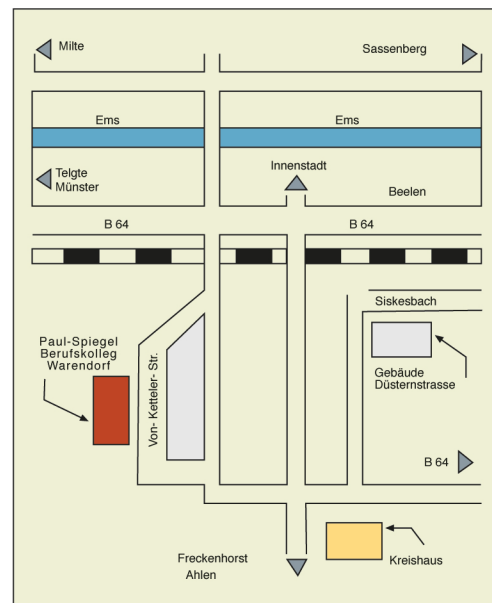 Milte
Sassenberg
Ems
Ems
Telgte
Münster
Innenstadt
Beelen
B 64
B 64
Siskesbach
Paul-Spiegel
Berufskolleg
Warendorf
Von- Ketteler- Str.
Gebäude
Düsternstrasse
B 64
Freckenhorst
Ahlen
Kreishaus